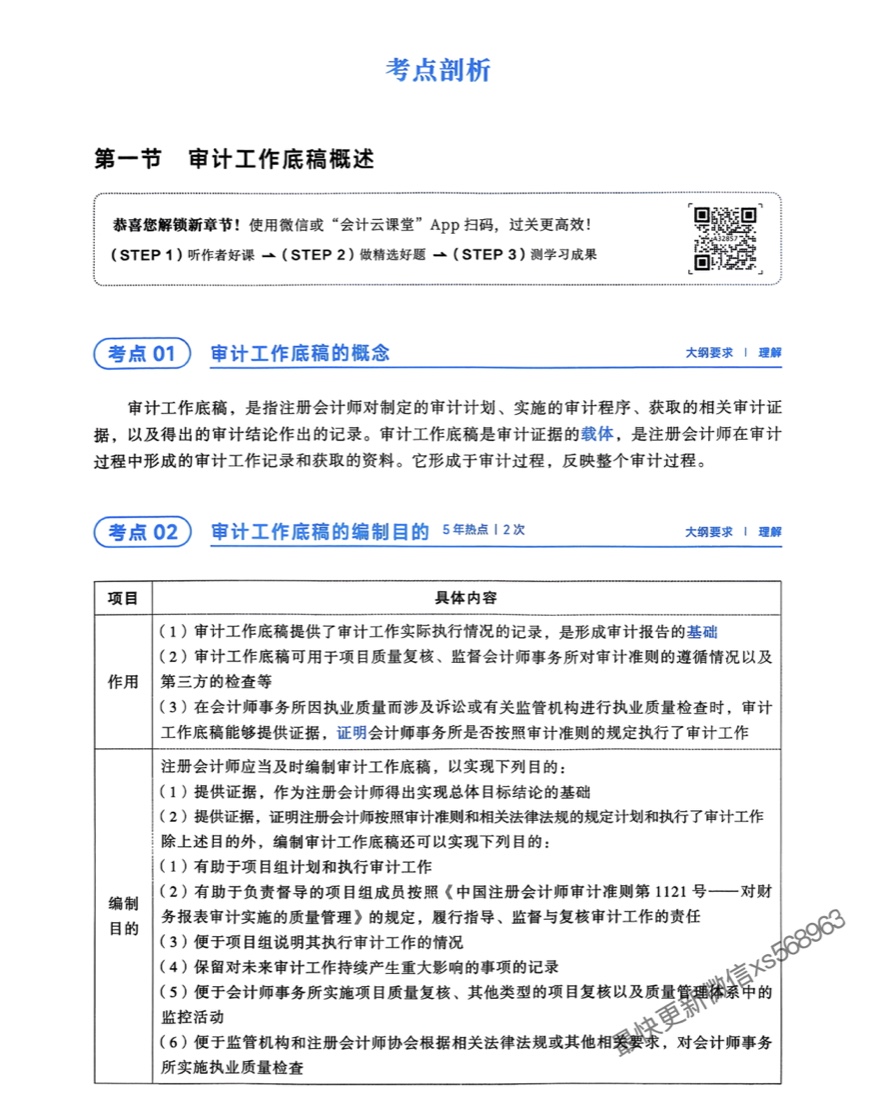 考点剖析
第一节 审计工作底稿概述
恭喜您解锁新章节！使用微信或“会计云课堂”App 扫码，过关更高效！
（STEP 1）听作者好课 ⇀（STEP 2）做精选好题 ⇀（STEP 3）测学习成果
A32857
考点 01 审计工作底稿的概念 大纲要求 | 理解
审计工作底稿，是指注册会计师对制定的审计计划、实施的审计程序、获取的相关审计证
据，以及得出的审计结论作出的记录。审计工作底稿是审计证据的载体，是注册会计师在审计
过程中形成的审计工作记录和获取的资料。它形成于审计过程，反映整个审计过程。
考点 02 审计工作底稿的编制目的 5 年热点 | 2 次 大纲要求 | 理解
项目 具体内容
作用
（1）审计工作底稿提供了审计工作实际执行情况的记录，是形成审计报告的基础
（2）审计工作底稿可用于项目质量复核、监督会计师事务所对审计准则的遵循情况以及
第三方的检查等
（3）在会计师事务所因执业质量而涉及诉讼或有关监管机构进行执业质量检查时，审计
工作底稿能够提供证据，证明会计师事务所是否按照审计准则的规定执行了审计工作
编制
目的
注册会计师应当及时编制审计工作底稿，以实现下列目的：
（1）提供证据，作为注册会计师得出实现总体目标结论的基础
（2）提供证据，证明注册会计师按照审计准则和相关法律法规的规定计划和执行了审计工作
除上述目的外，编制审计工作底稿还可以实现下列目的：
（1）有助于项目组计划和执行审计工作
（2）有助于负责督导的项目组成员按照《中国注册会计师审计准则第 1121 号——对财
务报表审计实施的质量管理》的规定，履行指导、监督与复核审计工作的责任
（3）便于项目组说明其执行审计工作的情况
（4）保留对未来审计工作持续产生重大影响的事项的记录
（5）便于会计师事务所实施项目质量复核、其他类型的项目复核以及质量管理体系中的
监控活动
（6）便于监管机构和注册会计师协会根据相关法律法规或其他相关要求，对会计师事务
所实施执业质量检查
最快更新微信xs568963